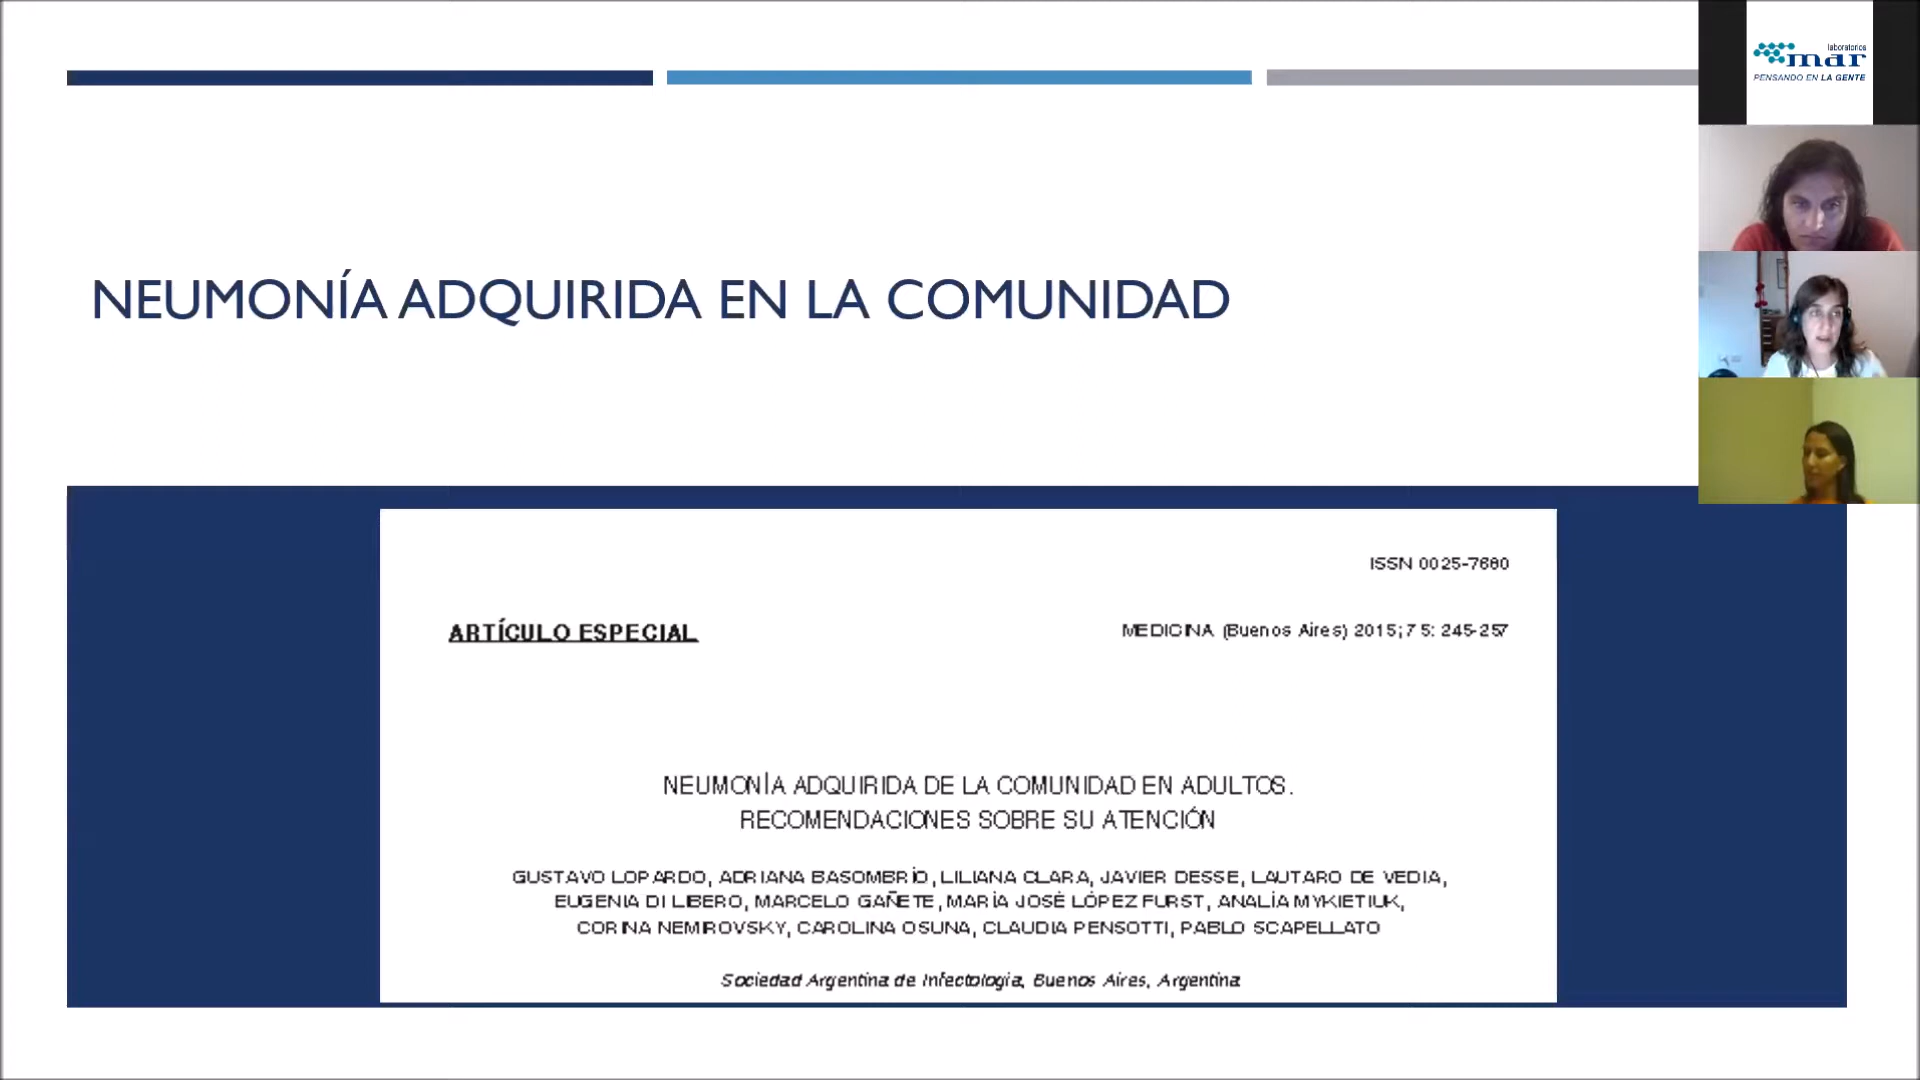 laboratorios
mar
PENSANDO EN LA GENTE
NEUMONÍA ADQUIRIDA EN LA COMUNIDAD
ISSN 0025-7680
ARTÍCULO ESPECIAL
MEDICINA (Buenos Aires) 2015; 75: 245-257
NEUMONÍA ADQUIRIDA DE LA COMUNIDAD EN ADULTOS.
RECOMENDACIONES SOBRE SU ATENCIÓN
GUSTAVO LOPARDO, ADRIANA BASOMBRÍO, LILIANA CLARA, JAVIER DESSE, LAUTARO DE VEDIA,
EUGENIA DI LIBERO, MARCELO GAÑETE, MARÍA JOSÉ LÓPEZ FURST, ANALÍA MYKIETIUK,
CORINA NEMIROVSKY, CAROLINA OSUNA, CLAUDIA PENSOTTI, PABLO SCAPELLATO
Sociedad Argentina de Infectología, Buenos Aires, Argentina